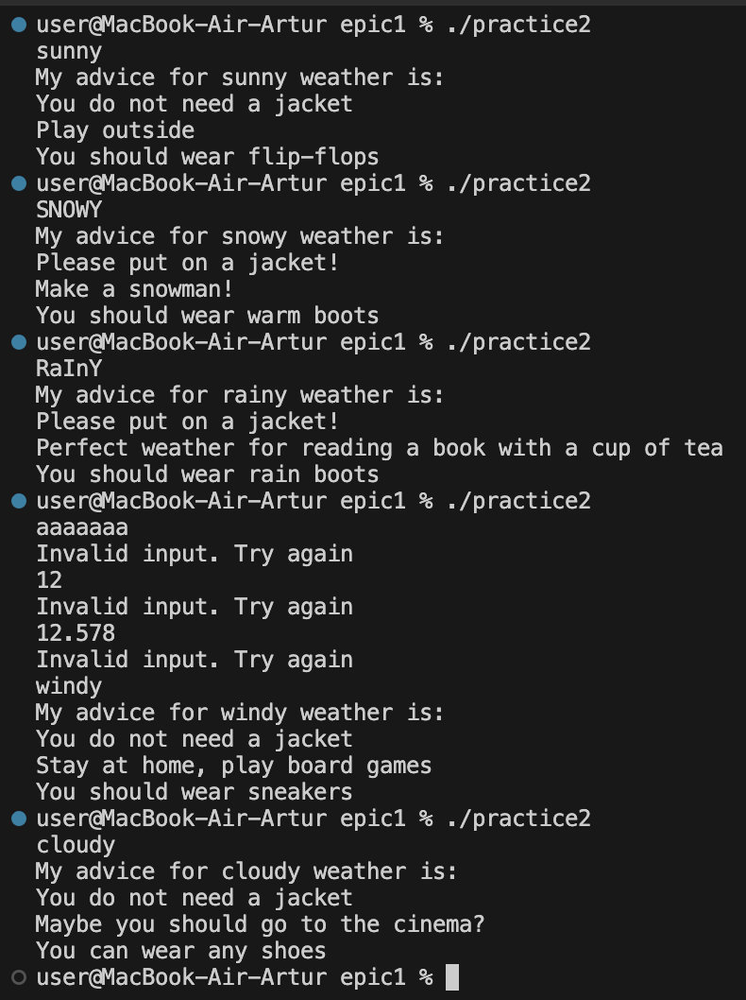 user@MacBook-Air-Artur epic1 % ./practice2
sunny
My advice for sunny weather is:
You do not need a jacket
Play outside
You should wear flip-flops
user@MacBook-Air-Artur epic1 % ./practice2
SNOWY
My advice for snowy weather is:
Please put on a jacket!
Make a snowman!
You should wear warm boots
user@MacBook-Air-Artur epic1 % ./practice2
RaInY
My advice for rainy weather is:
Please put on a jacket!
Perfect weather for reading a book with a cup of tea
You should wear rain boots
user@MacBook-Air-Artur epic1 % ./practice2
aaaaaaa
Invalid input. Try again
12
Invalid input. Try again
12.578
Invalid input. Try again
windy
My advice for windy weather is:
You do not need a jacket
Stay at home, play board games
You should wear sneakers
user@MacBook-Air-Artur epic1 % ./practice2
cloudy
My advice for cloudy weather is:
You do not need a jacket
Maybe you should go to the cinema?
You can wear any shoes
user@MacBook-Air-Artur epic1 %